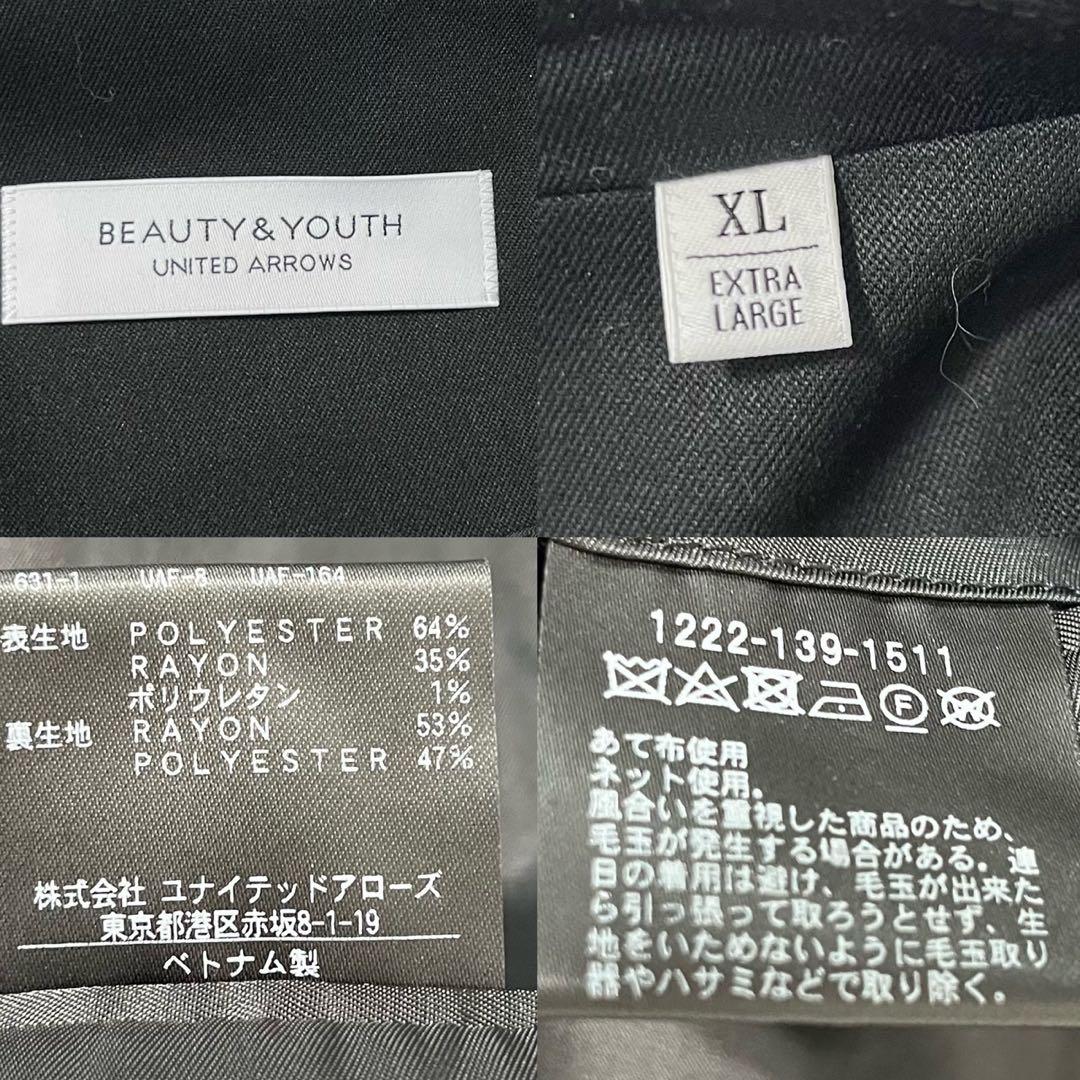 BEAUTY&YOUTH
UNITED ARROWS
XL
EXTRA
LARGE
631-1 UAF-8 UAF-164
表生地 POLYESTER 64%
RAYON 35%
ポリウレタン 1%
裏生地 RAYON 53%
POLYESTER 47%
株式会社 ユナイテッドアローズ
東京都港区赤坂8-1-19
ベトナム製
1222-139-1511
F
W
あて布使用
ネット使用.
風合いを重視した商品のため、
毛玉が発生する場合がある. 連
日の着用は避け、毛玉が出来た
ら引っ張って取ろうとせず、生
地をいためないように毛玉取り
器やハサミなどで取り除く。